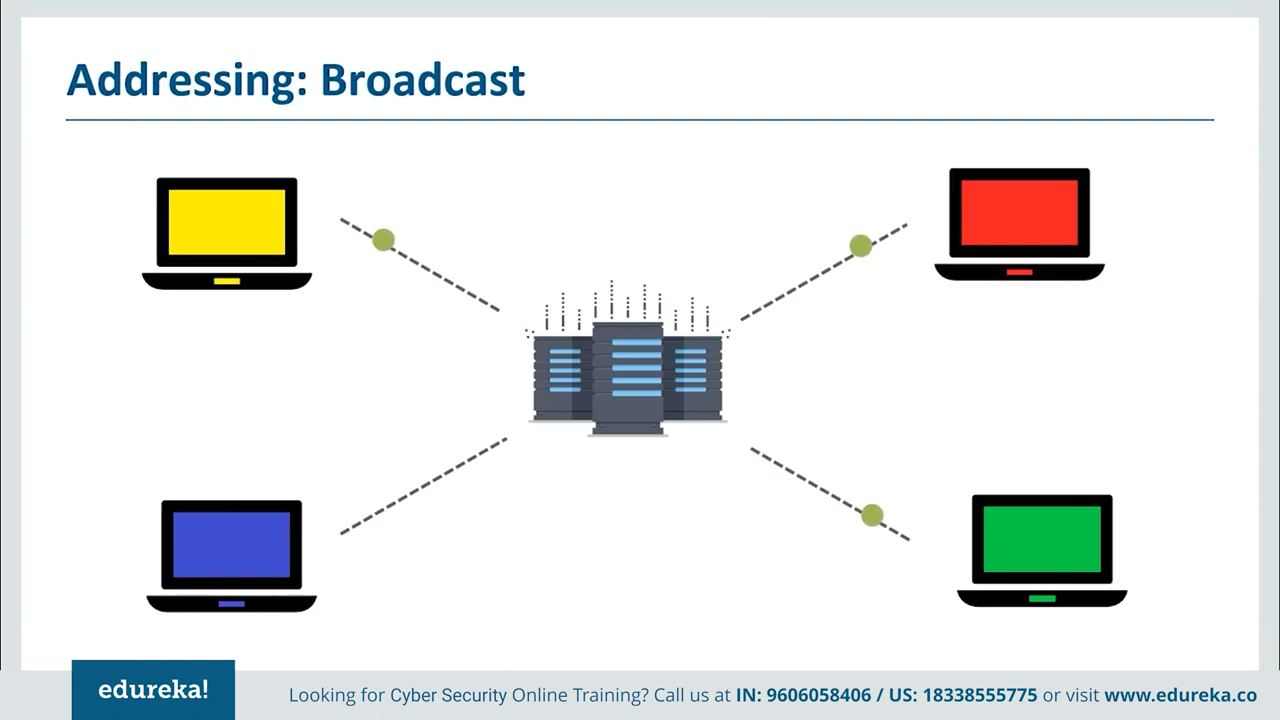 Addressing: Broadcast
edureka!
Looking for Cyber Security Online Training? Call us at IN: 9606058406 / US: 18338555775 or visit www.edureka.co